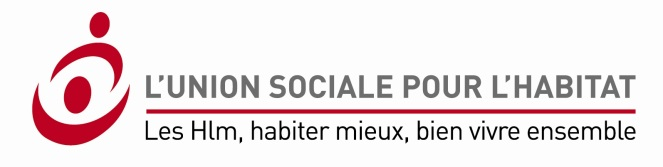 L'UNION SOCIALE POUR L'HABITAT
Les Hlm, habiter mieux, bien vivre ensemble